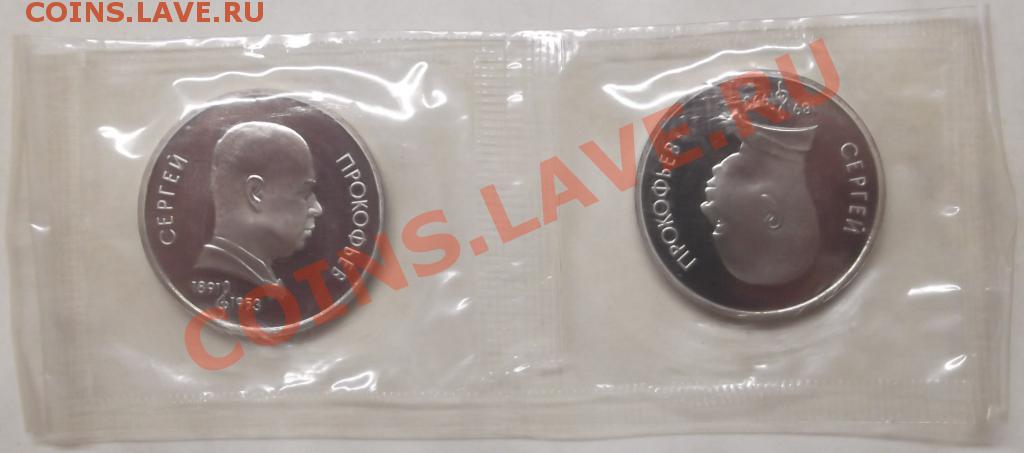 COINS.LAVE.RU
СЕРГЕЙ
ПРОКОФЬЕВ
1891
1953
ПРОКОФЬЕВ
СЕРГЕЙ
COINS.LAVE.RU